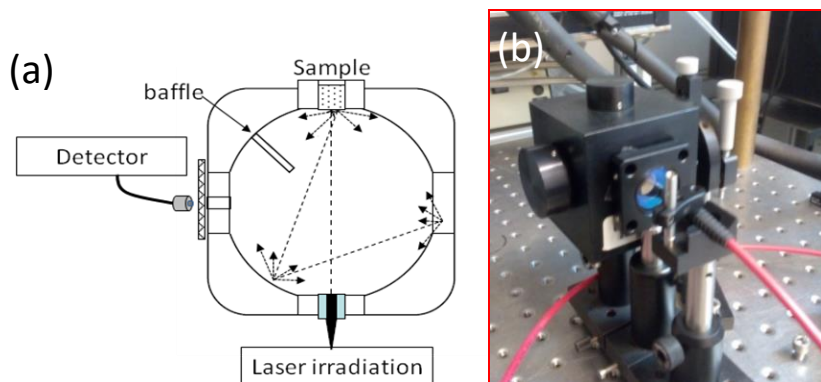 (a)
Sample
baffle
Detector
Laser irradiation
(b)